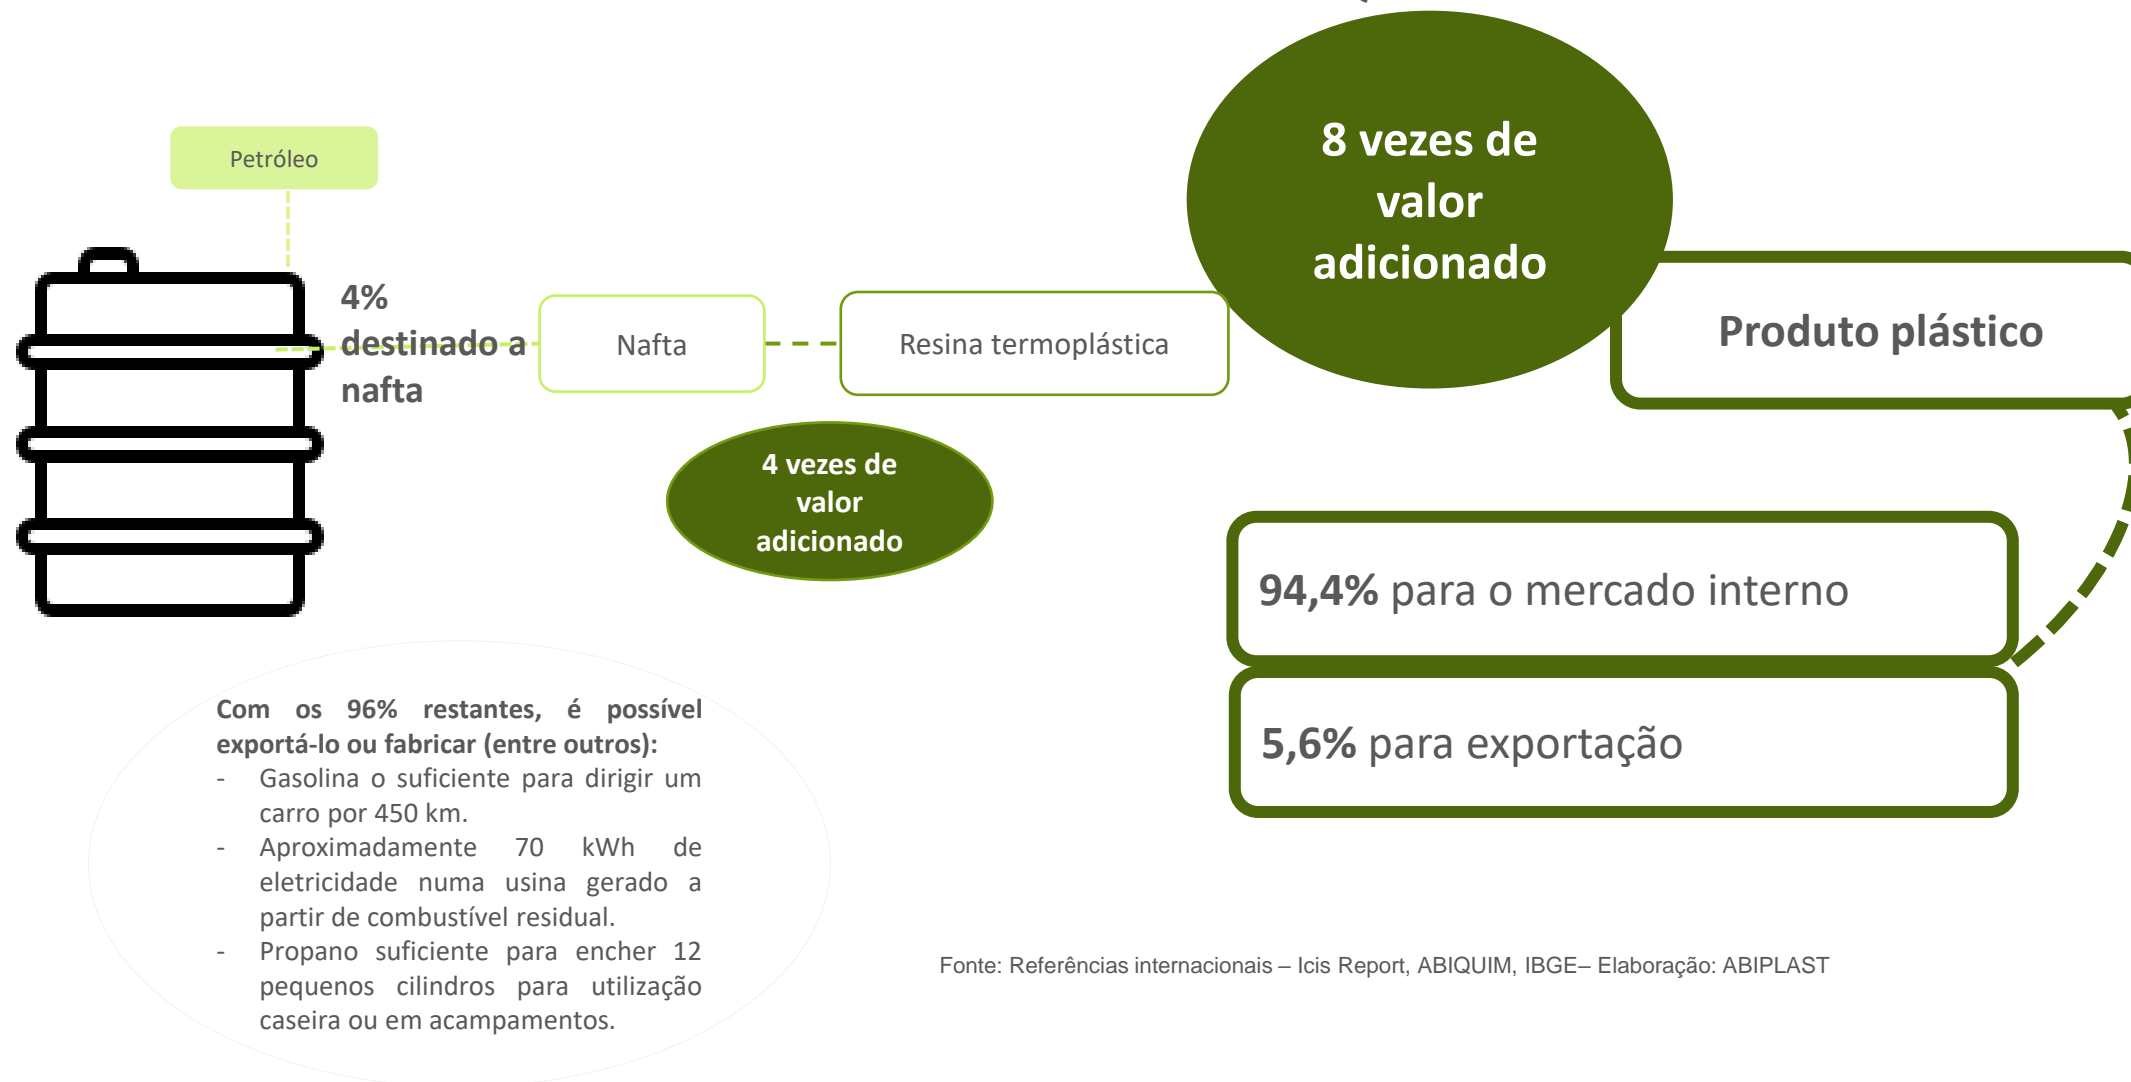 Petróleo
4%
destinado a
nafta
Nafta
Resina termoplástica
8 vezes de
valor
adicionado
Produto plástico
4 vezes de
valor
adicionado
94,4% para o mercado interno
5,6% para exportação
Com os 96% restantes, é possível
exportá-lo ou fabricar (entre outros):
- Gasolina o suficiente para dirigir um
carro por 450 km.
- Aproximadamente 70 kWh de
eletricidade numa usina gerado a
partir de combustível residual.
- Propano suficiente para encher 12
pequenos cilindros para utilização
caseira ou em acampamentos.
Fonte: Referências internacionais – Icis Report, ABIQUIM, IBGE– Elaboração: ABIPLAST